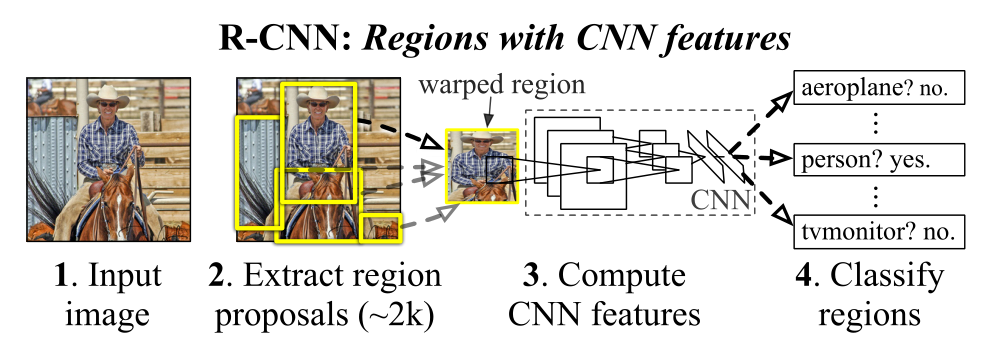 R-CNN: Regions with CNN features
warped region
aeroplane? no.
person? yes.
CNN
tvmonitor? no.
1. Input
image
2. Extract region
proposals (~2k)
3. Compute
CNN features
4. Classify
regions